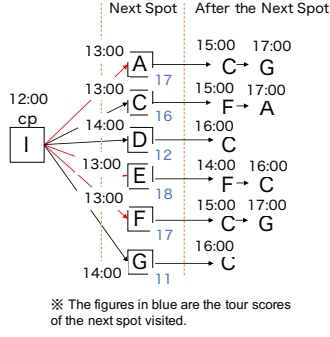 Next Spot After the Next Spot
13:00 A 17 15:00 C 17:00 G
13:00 C 16 15:00 F 17:00 A
12:00 cp I
14:00 D 12 16:00 C
13:00 E 18 14:00 F 16:00 C
13:00 F 17 15:00 C 17:00 G
14:00 G 11 16:00 C
※ The figures in blue are the tour scores
of the next spot visited.